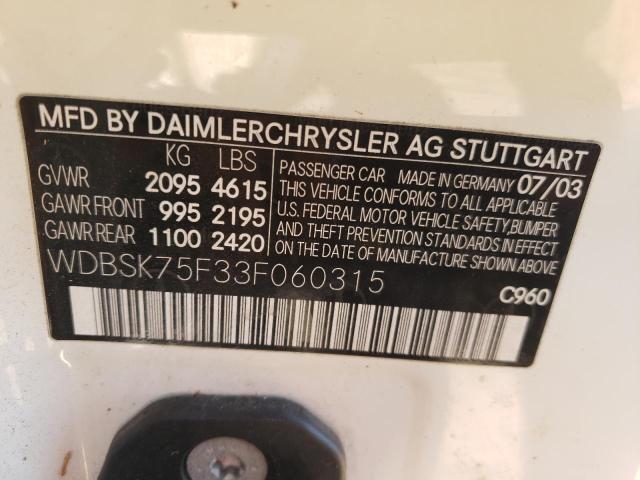 MFD BY DAIMLERCHRYSLER AG STUTTGART
KG LBS
GVWR 2095 4615
GAWR FRONT 995 2195
GAWR REAR 1100 2420
PASSENGER CAR MADE IN GERMANY 07/03
THIS VEHICLE CONFORMS TO ALL APPLICABLE
U.S. FEDERAL MOTOR VEHICLE SAFETY,BUMPER
AND THEFT PREVENTION STANDARDS IN EFFECT
ON DATE OF MANUFACTURE SHOWN ABOVE
WDBSK75F33F060315
C960